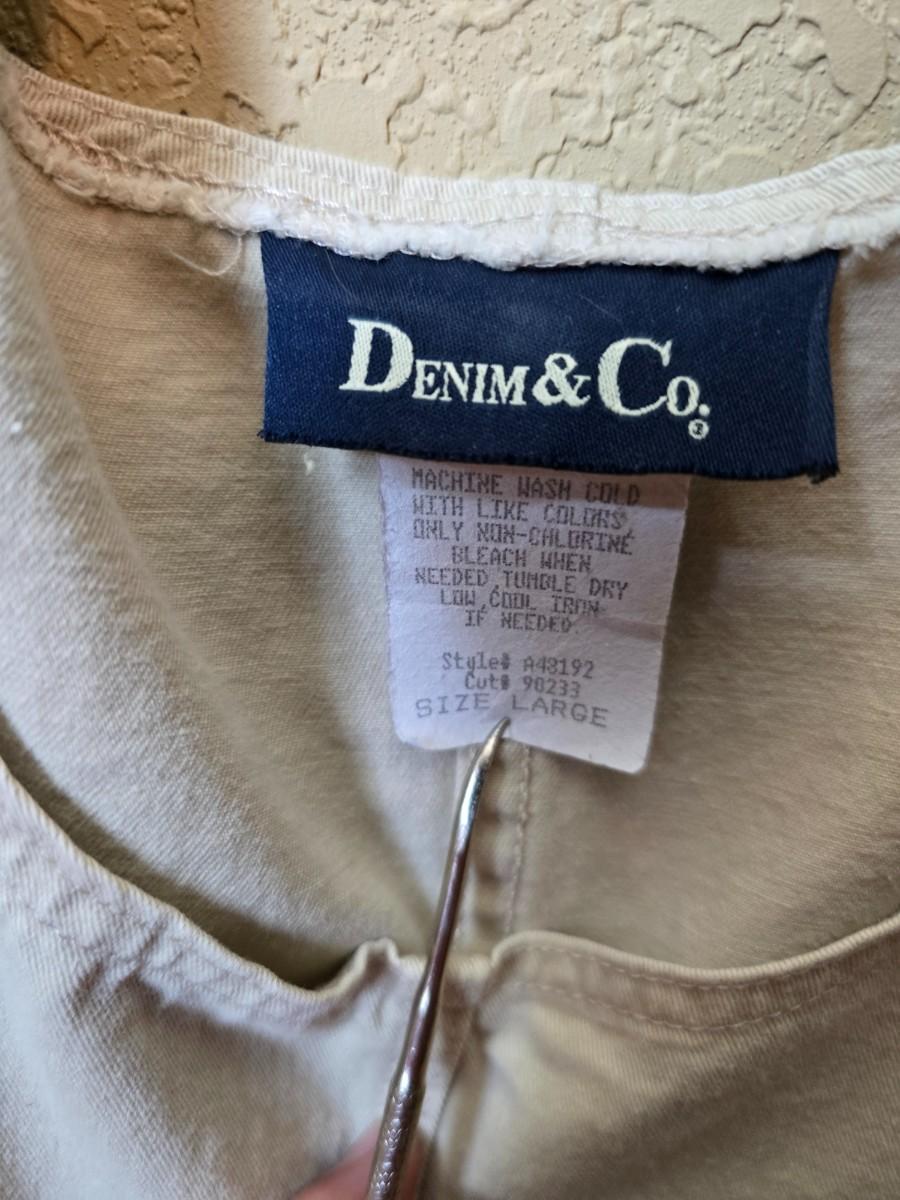 DENIM & CO.®
MACHINE WASH COLD
WITH LIKE COLORS,
ONLY NON-CHLORINE
BLEACH WHEN
NEEDED,TUMBLE DRY
LOW,COOL IRON
IF NEEDED.
Style# A48192
Cut# 90233
SIZE LARGE